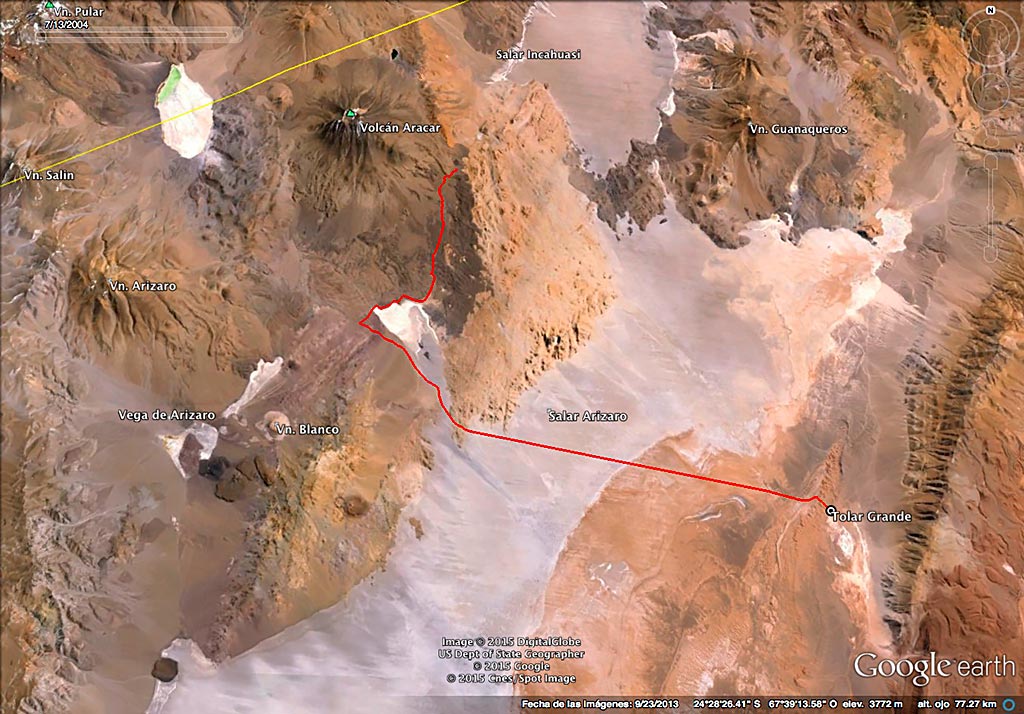 Vn. Pular
7/13/2004
N
Salar Incahuasi
Volcán Aracar
Vn. Guanaqueros
Vn. Salin
Vn. Arizaro
Vega de Arizaro
Vn. Blanco
Salar Arizaro
Tolar Grande
Image © 2015 DigitalGlobe
US Dept of State Geographer
© 2015 Google
© 2015 Cnes, Spot Image
Google earth
Fecha de las imágenes: 9/23/2013 24°28'26.41" S 67°39'13.58" O elev. 3772 m alt. ojo 77.27 km